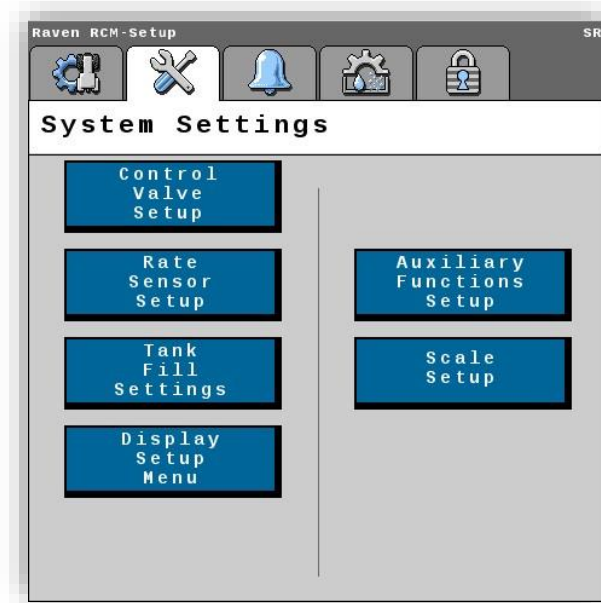 Raven RCM-Setup
SR
System Settings
Control
Valve
Setup
Rate
Sensor
Setup
Tank
Fill
Settings
Display
Setup
Menu
Auxiliary
Functions
Setup
Scale
Setup